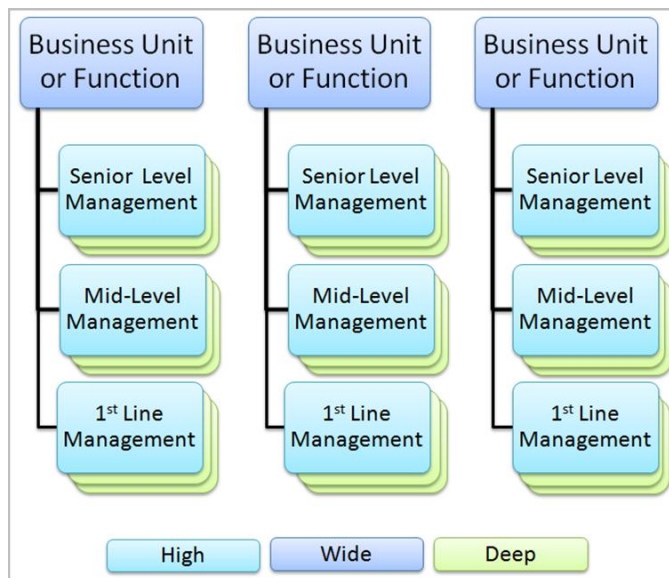 Business Unit
or Function
Business Unit
or Function
Business Unit
or Function
Senior Level
Management
Senior Level
Management
Senior Level
Management
Mid-Level
Management
Mid-Level
Management
Mid-Level
Management
1st Line
Management
1st Line
Management
1st Line
Management
High
Wide
Deep